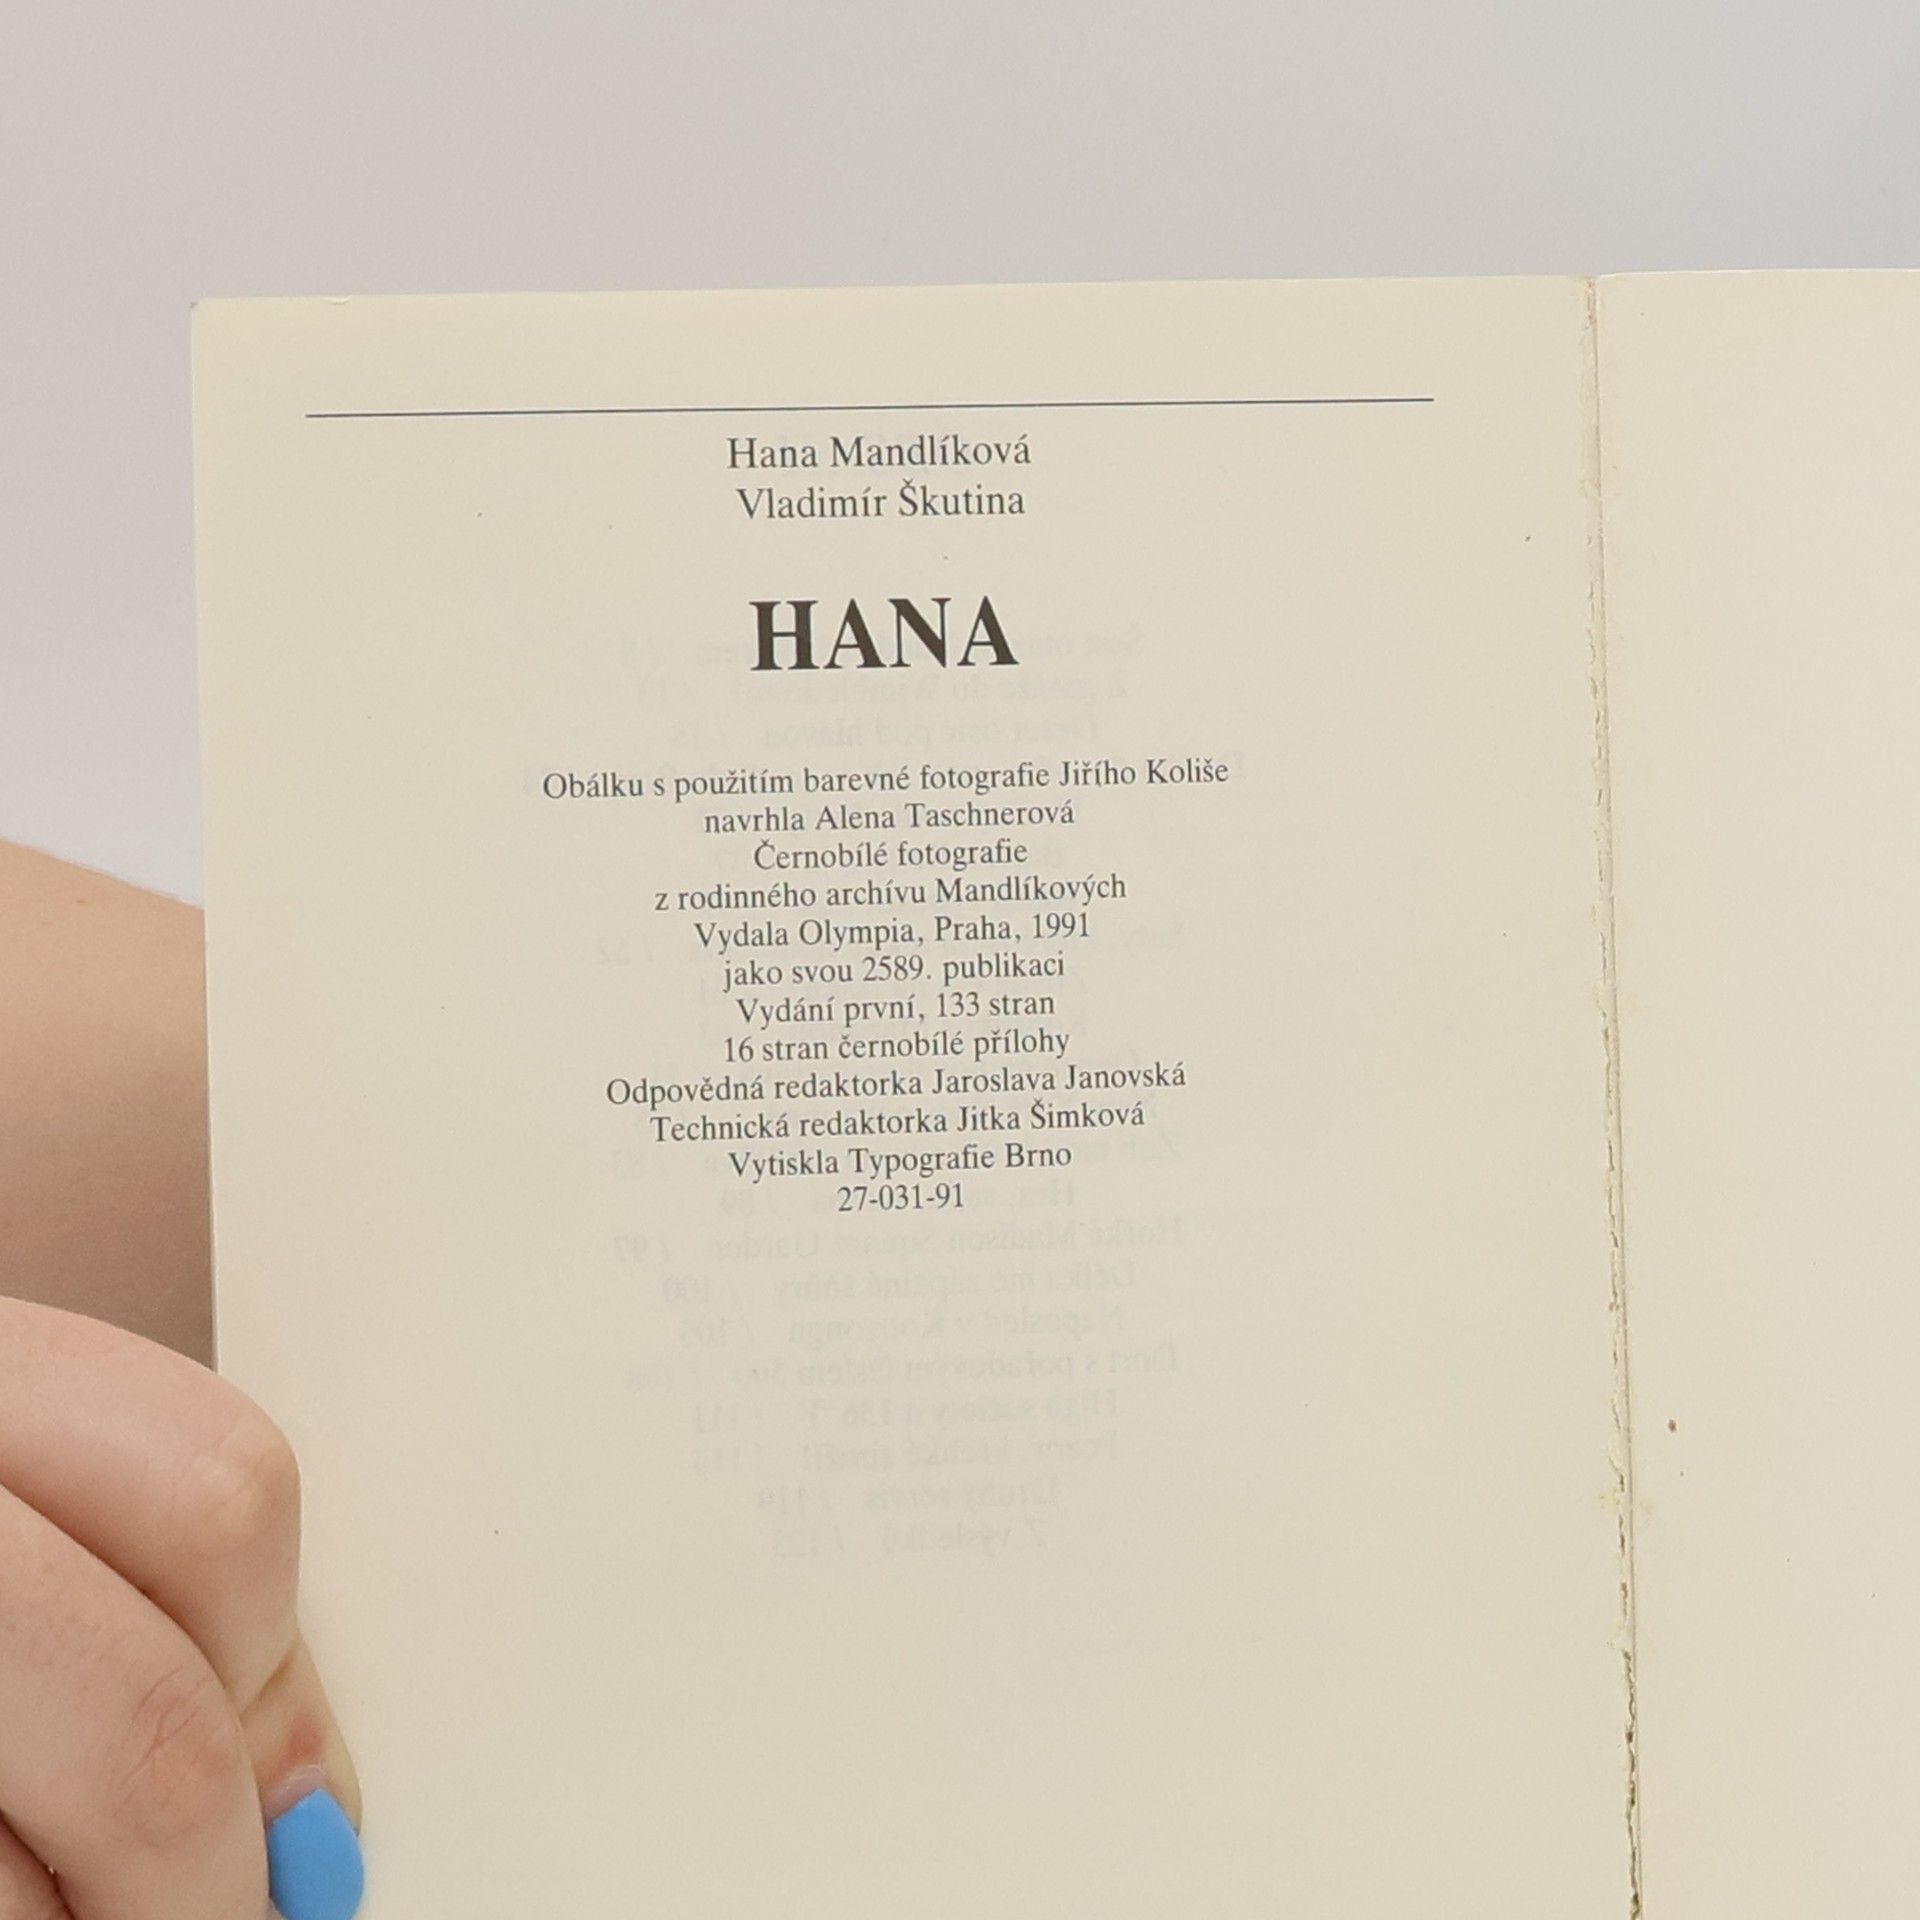 Hana Mandlíková
Vladimír Škutina
HANA
Obálku s použitím barevné fotografie Jiřího Koliše
navrhla Alena Taschnerová
Černobílé fotografie
z rodinného archívu Mandlíkových
Vydala Olympia, Praha, 1991
jako svou 2589. publikaci
Vydání první, 133 stran
16 stran černobílé přílohy
Odpovědná redaktorka Jaroslava Janovská
Technická redaktorka Jitka Šimková
Vytiskla Typografie Brno
27-031-91